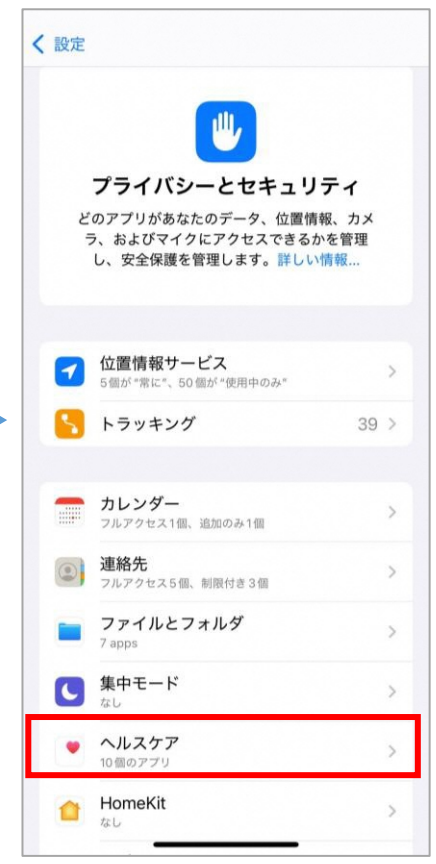 設定
プライバシーとセキュリティ
どのアプリがあなたのデータ、位置情報、カメ
ラ、およびマイクにアクセスできるかを管理
し、安全保護を管理します。詳しい情報...
位置情報サービス
5個が“常に”、50個が“使用中のみ”
トラッキング 39
カレンダー
フルアクセス1個、追加のみ1個
連絡先
フルアクセス5個、制限付き3個
ファイルとフォルダ
7 apps
集中モード
なし
ヘルスケア
10個のアプリ
HomeKit
なし